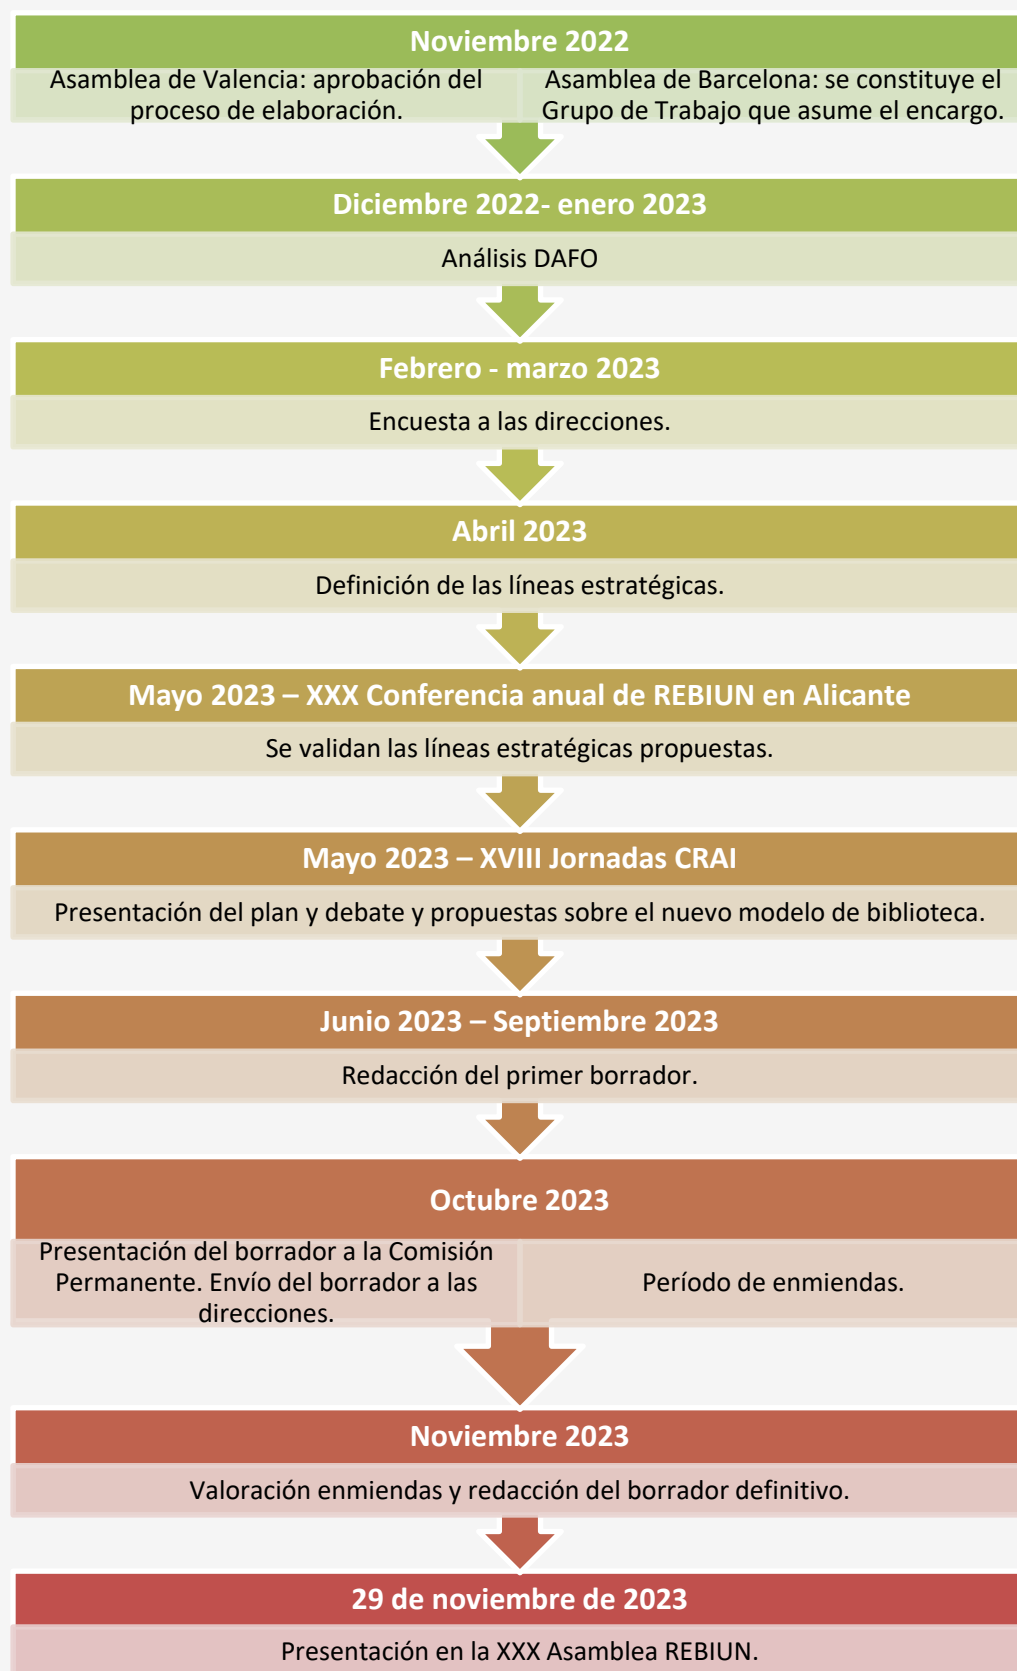 Noviembre 2022
Asamblea de Valencia: aprobación del
proceso de elaboración.
Asamblea de Barcelona: se constituye el
Grupo de Trabajo que asume el encargo.
Diciembre 2022- enero 2023
Análisis DAFO
Febrero - marzo 2023
Encuesta a las direcciones.
Abril 2023
Definición de las líneas estratégicas.
Mayo 2023 – XXX Conferencia anual de REBIUN en Alicante
Se validan las líneas estratégicas propuestas.
Mayo 2023 – XVIII Jornadas CRAI
Presentación del plan y debate y propuestas sobre el nuevo modelo de biblioteca.
Junio 2023 – Septiembre 2023
Redacción del primer borrador.
Octubre 2023
Presentación del borrador a la Comisión
Permanente. Envío del borrador a las
direcciones.
Período de enmiendas.
Noviembre 2023
Valoración enmiendas y redacción del borrador definitivo.
29 de noviembre de 2023
Presentación en la XXX Asamblea REBIUN.